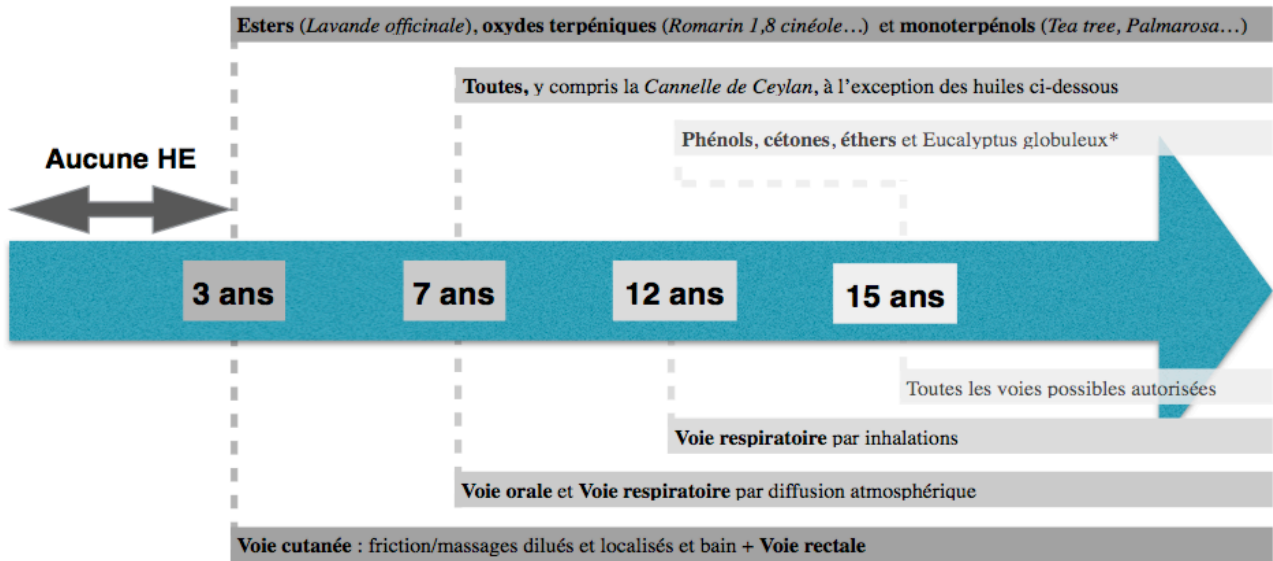 Esters (Lavande officinale), oxydes terpéniques (Romarin 1,8 cinéole…) et monoterpénols (Tea tree, Palmarosa…)
Toutes, y compris la Cannelle de Ceylan, à l’exception des huiles ci-dessous
Phénols, cétones, éthers et Eucalyptus globuleux*
Aucune HE
3 ans
7 ans
12 ans
15 ans
Toutes les voies possibles autorisées
Voie respiratoire par inhalations
Voie orale et Voie respiratoire par diffusion atmosphérique
Voie cutanée : friction/massages dilués et localisés et bain + Voie rectale